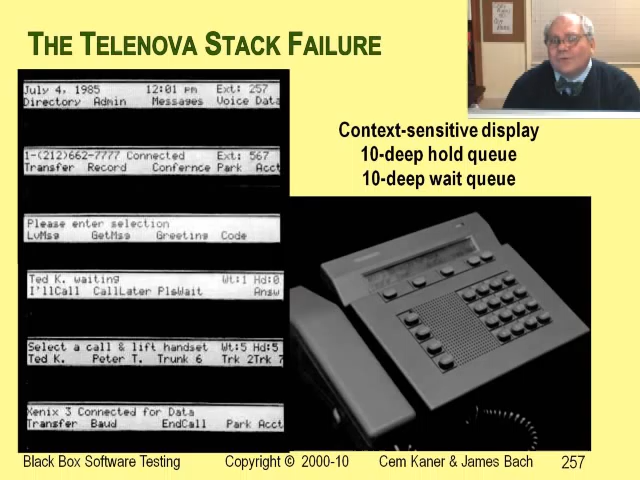 THE TELENOVA STACK FAILURE
July 4, 1985 12:01 pm Ext: 257
Directory Admin Messages Voice Data
1-(212)662-7777 Connected Ext: 567
Transfer Record Confernce Park Acct
Please enter selection
LvMsg GetMsg Greeting Code
Ted K. waiting Wt:1 Hd:0
I'llCall CallLater PlsWait Answ
Select a call & lift handset Wt:5 Hd:5
Ted K. Peter T. Trunk 6 Trk 2Trk 7
Xenix 3 Connected for Data
Transfer Baud EndCall Park Acct
Context-sensitive display
10-deep hold queue
10-deep wait queue
Black Box Software Testing Copyright © 2000-10 Cem Kaner & James Bach 257